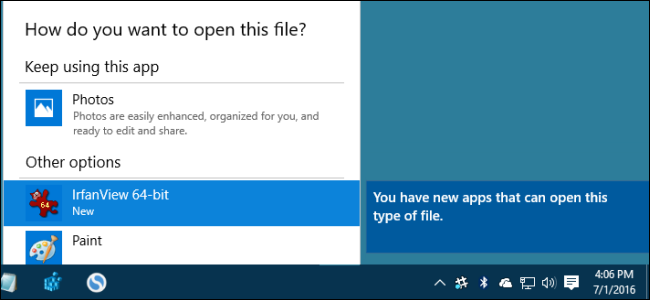 How do you want to open this file?
Keep using this app
Photos
Photos are easily enhanced, organized for you, and
ready to edit and share.
Other options
64
IrfanView 64-bit
New
Paint
You have new apps that can open this
type of file.
4:06 PM
7/1/2016